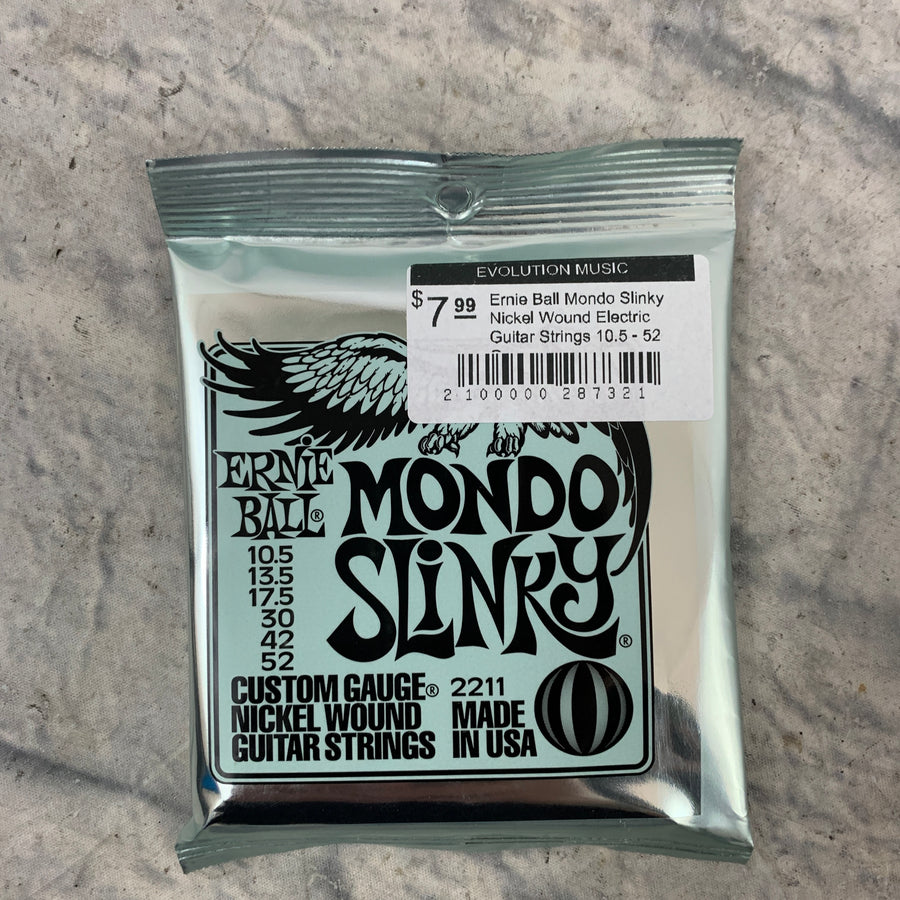 EVOLUTION MUSIC
$7.99 Ernie Ball Mondo Slinky
Nickel Wound Electric
Guitar Strings 10.5 - 52
2 100000 287321
ERNIE
BALL®
MONDO
SLINKY®
10.5
13.5
17.5
30
42
52
CUSTOM GAUGE®
NICKEL WOUND
GUITAR STRINGS
2211
MADE
IN USA